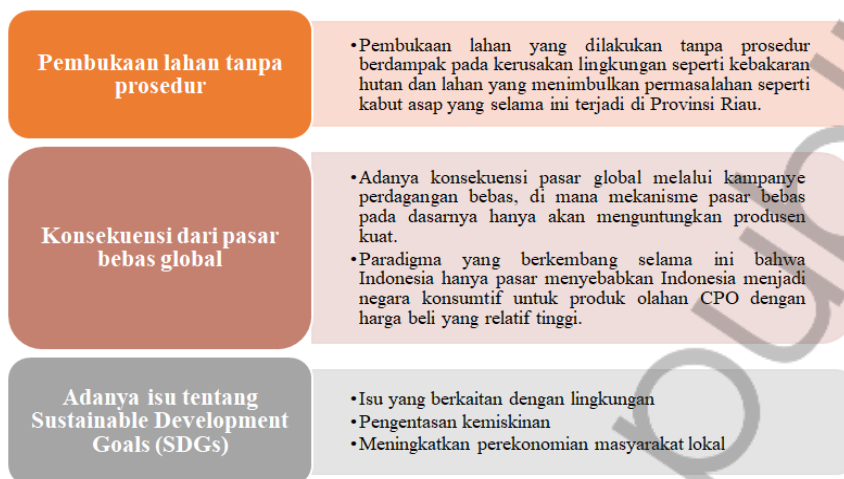 Pembukaan lahan tanpa
prosedur
•Pembukaan lahan yang dilakukan tanpa prosedur
berdampak pada kerusakan lingkungan seperti kebakaran
hutan dan lahan yang menimbulkan permasalahan seperti
kabut asap yang selama ini terjadi di Provinsi Riau.
Konsekuensi dari pasar
bebas global
•Adanya konsekuensi pasar global melalui kampanye
perdagangan bebas, di mana mekanisme pasar bebas
pada dasarnya hanya akan menguntungkan produsen
kuat.
•Paradigma yang berkembang selama ini bahwa
Indonesia hanya pasar menyebabkan Indonesia menjadi
negara konsumtif untuk produk olahan CPO dengan
harga beli yang relatif tinggi.
Adanya isu tentang
Sustainable Development
Goals (SDGs)
•Isu yang berkaitan dengan lingkungan
•Pengentasan kemiskinan
•Meningkatkan perekonomian masyarakat lokal